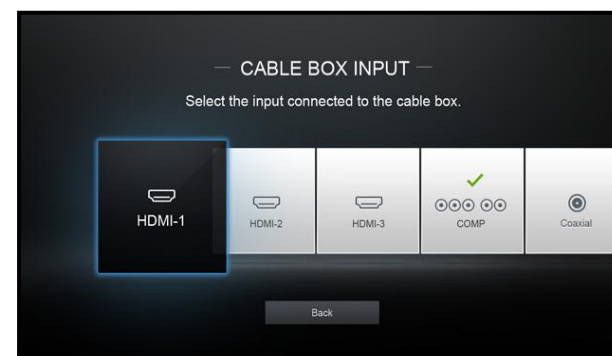 — CABLE BOX INPUT —
Select the input connected to the cable box.
HDMI-1
HDMI-2
HDMI-3
COMP
Coaxial
Back